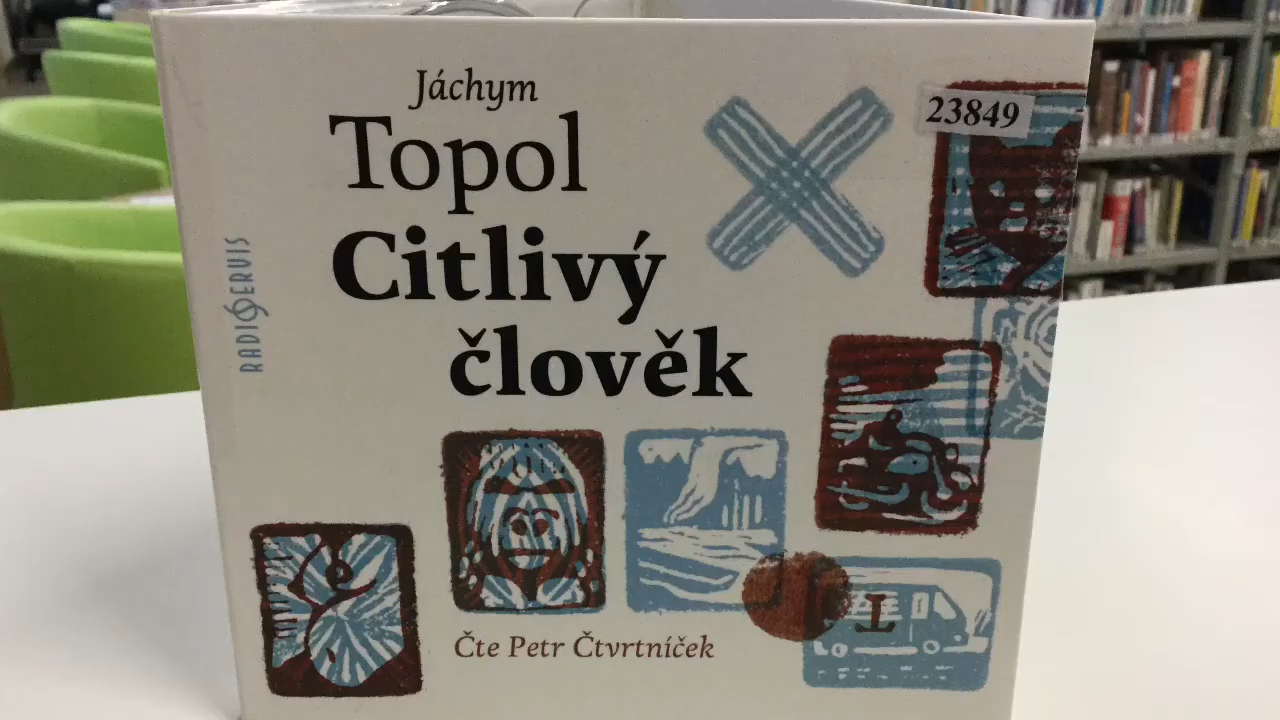 Jáchym
Topol
Citlivý
člověk
23849
RADIOSERVIS
T
Čte Petr Čtvrtníček